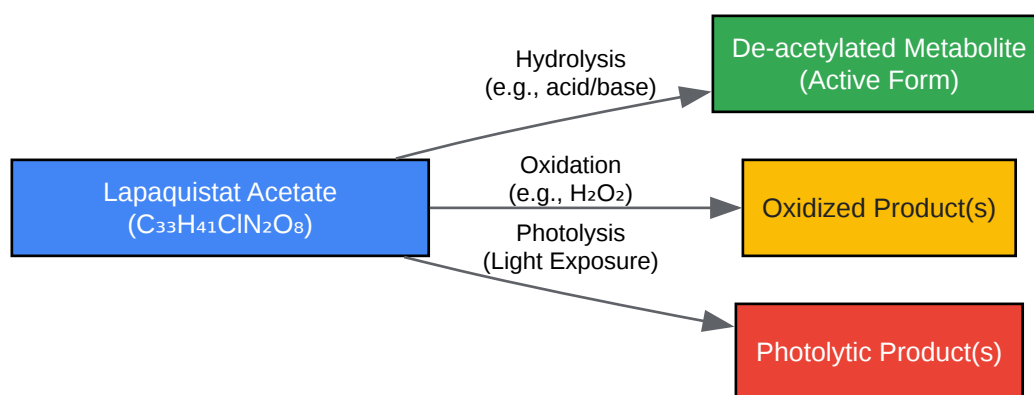 De-acetylated Metabolite
(Active Form)
Hydrolysis
(e.g., acid/base)
Lapaquistat Acetate
(C₃₃H₄₁ClN₂O₈)
Oxidation
(e.g., H₂O₂)
Oxidized Product(s)
Photolysis
(Light Exposure)
Photolytic Product(s)